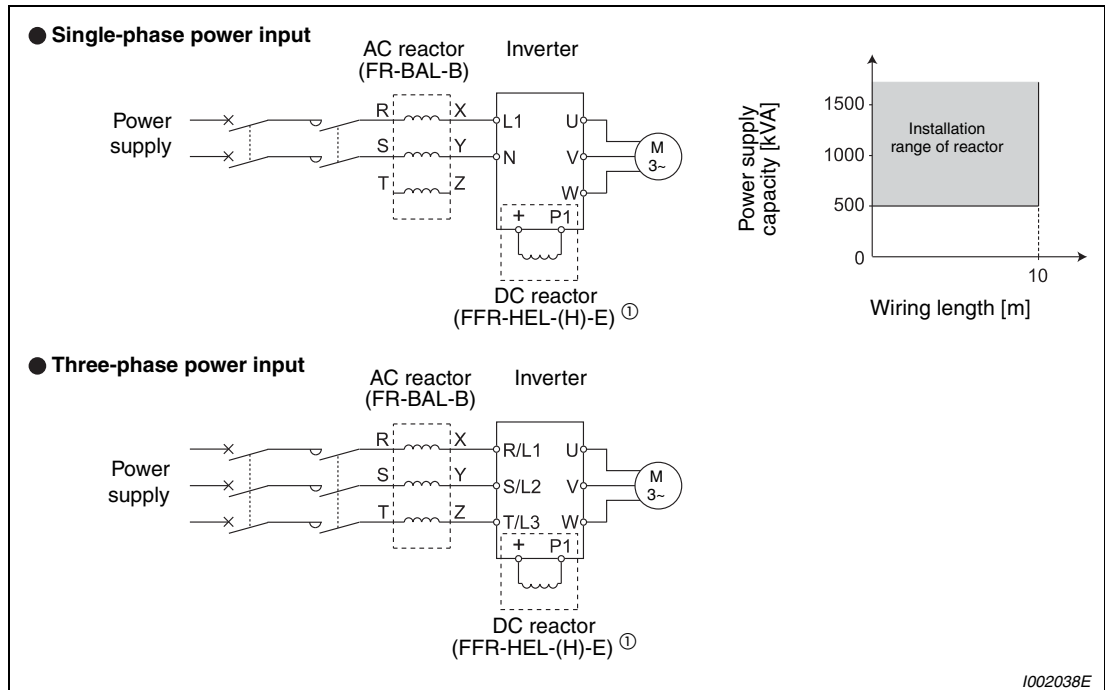 ● Single-phase power input
AC reactor
(FR-BAL-B)
Inverter
Power
supply
R
X
S
Y
T
Z
L1
N
U
V
W
M
3~
+
P1
DC reactor
(FFR-HEL-(H)-E) ①
Power supply
capacity [kVA]
1500
1000
500
0
Installation
range of reactor
10
Wiring length [m]
● Three-phase power input
AC reactor
(FR-BAL-B)
Inverter
Power
supply
R
X
S
Y
T
Z
R/L1
S/L2
T/L3
U
V
W
M
3~
+
P1
DC reactor
(FFR-HEL-(H)-E) ①
I002038E